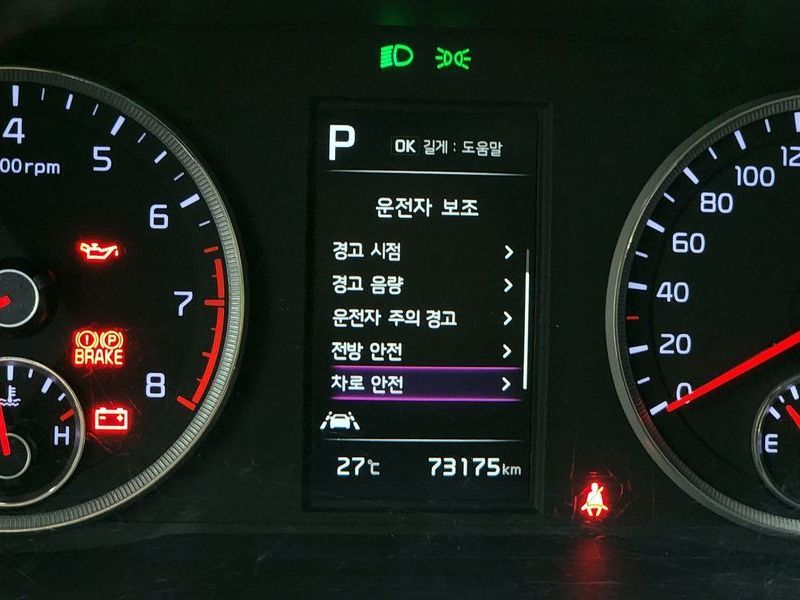 P OK 길게 : 도움말
운전자 보조
경고 시점
경고 음량
운전자 주의 경고
전방 안전
차로 안전
27℃ 73175km
4
5
6
7
8
00rpm
P
BRAKE
H
0
20
40
60
80
100
12
E